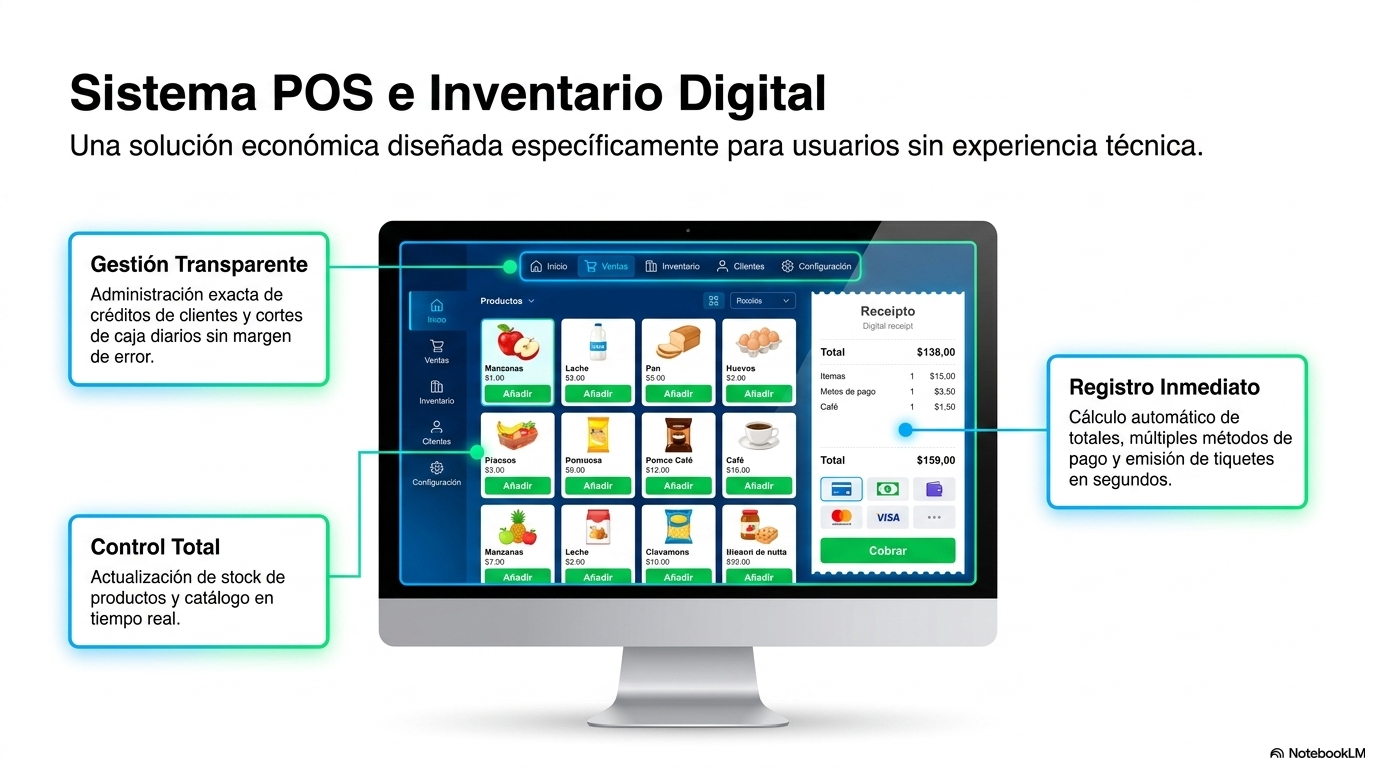 Sistema POS e Inventario Digital
Una solución económica diseñada específicamente para usuarios sin experiencia técnica.
Gestión Transparente
Administración exacta de
créditos de clientes y cortes
de caja diarios sin margen
de error.
Control Total
Actualización de stock de
productos y catálogo en
tiempo real.
Inicio Ventas Inventario Clientes Configuración
Inicio
Ventas
Inventario
Clientes
Configuración
Productos
Manzanas Lache Pan Huevos
$1.00 $3.00 $5.00 $2.00
Añadir Añadir Añadir Añadir
Pomuosa Pomce Café Café
$3.00 $9.00 $12.00 $16.00
Añadir Añadir Añadir Añadir
Manzanas Leche Clavamons
$7.90 $2.90 $10.00
Añadir Añadir Añadir Añadir
Receipto
Digital receipt
Total $138,00
Itemas 1 $15,00
Metos de pago 1 $3,50
Café 1 $1,50
Total $159,00
VISA
Cobrar
Registro Inmediato
Cálculo automático de
totales, múltiples métodos de
pago y emisión de tiquetes
en segundos.
NotebookLM